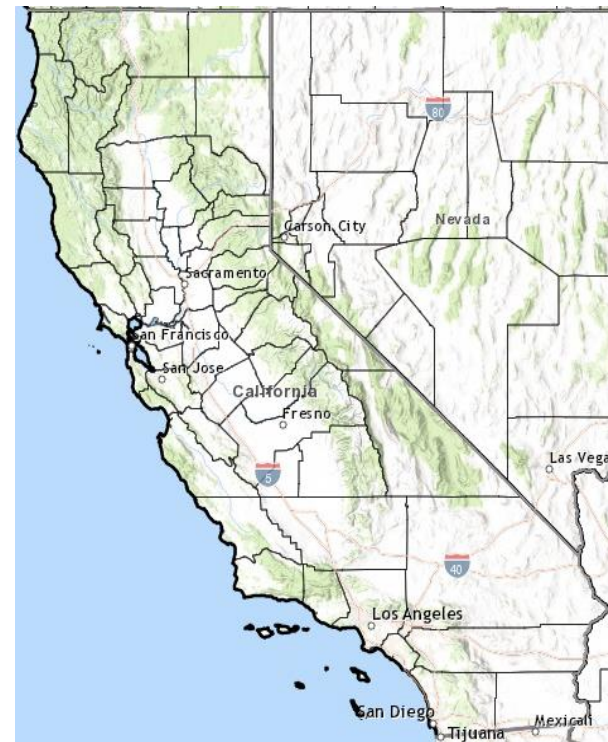 80
Nevada
Carson City
Sacramento
San Francisco
San Jose
California
Fresno
Las Vega
5
40
Los Angeles
San Diego
Tijuana
Mexicali